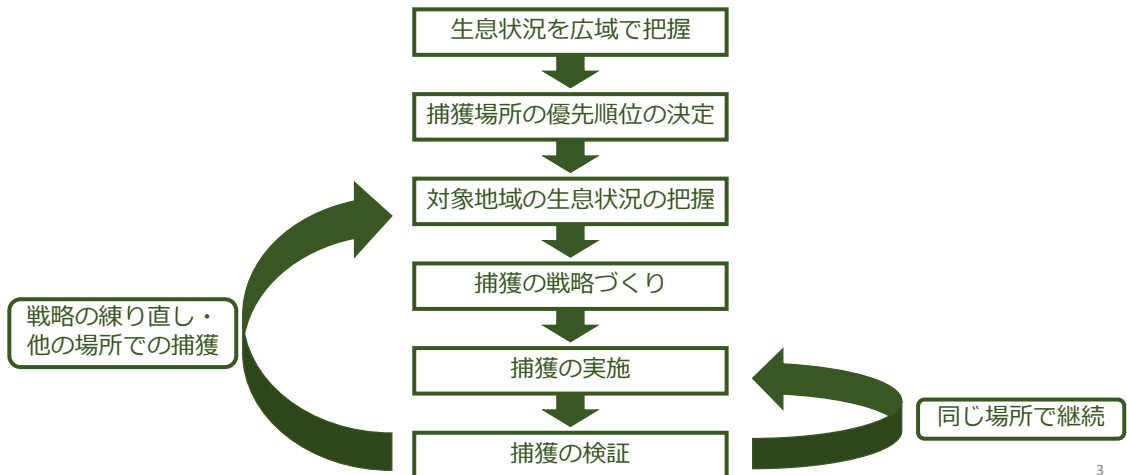 生息状況を広域で把握
捕獲場所の優先順位の決定
対象地域の生息状況の把握
捕獲の戦略づくり
戦略の練り直し・
他の場所での捕獲
捕獲の実施
同じ場所で継続
捕獲の検証
3